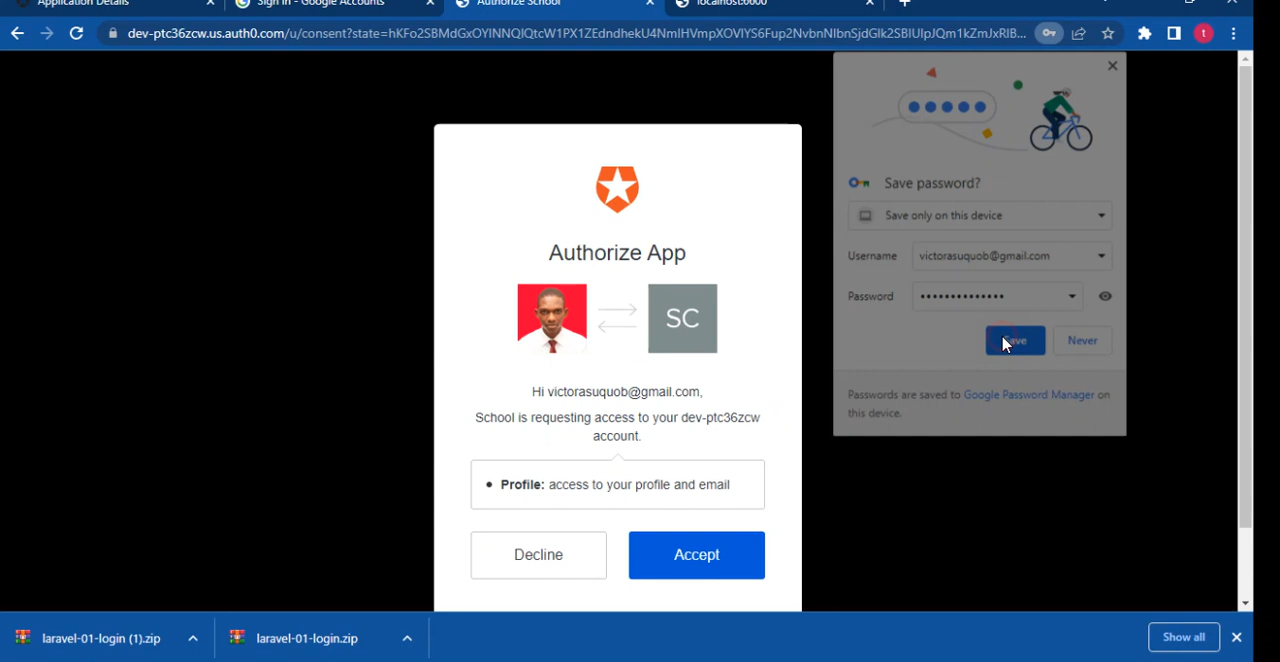 Application Details
Sign in - Google Accounts
Authorize School
localhost:6000
dev-ptc36zcw.us.auth0.com/u/consent?state=
t
Save password?
Save only on this device
Username
victorasuquob@gmail.com
Password
••••••••••••••
Save
Never
Passwords are saved to Google Password Manager on
this device.
Authorize App
SC
Hi victorasuquob@gmail.com,
School is requesting access to your dev-ptc36zcw
account.
• Profile: access to your profile and email
Decline
Accept
laravel-01-login (1).zip
laravel-01-login.zip
Show all